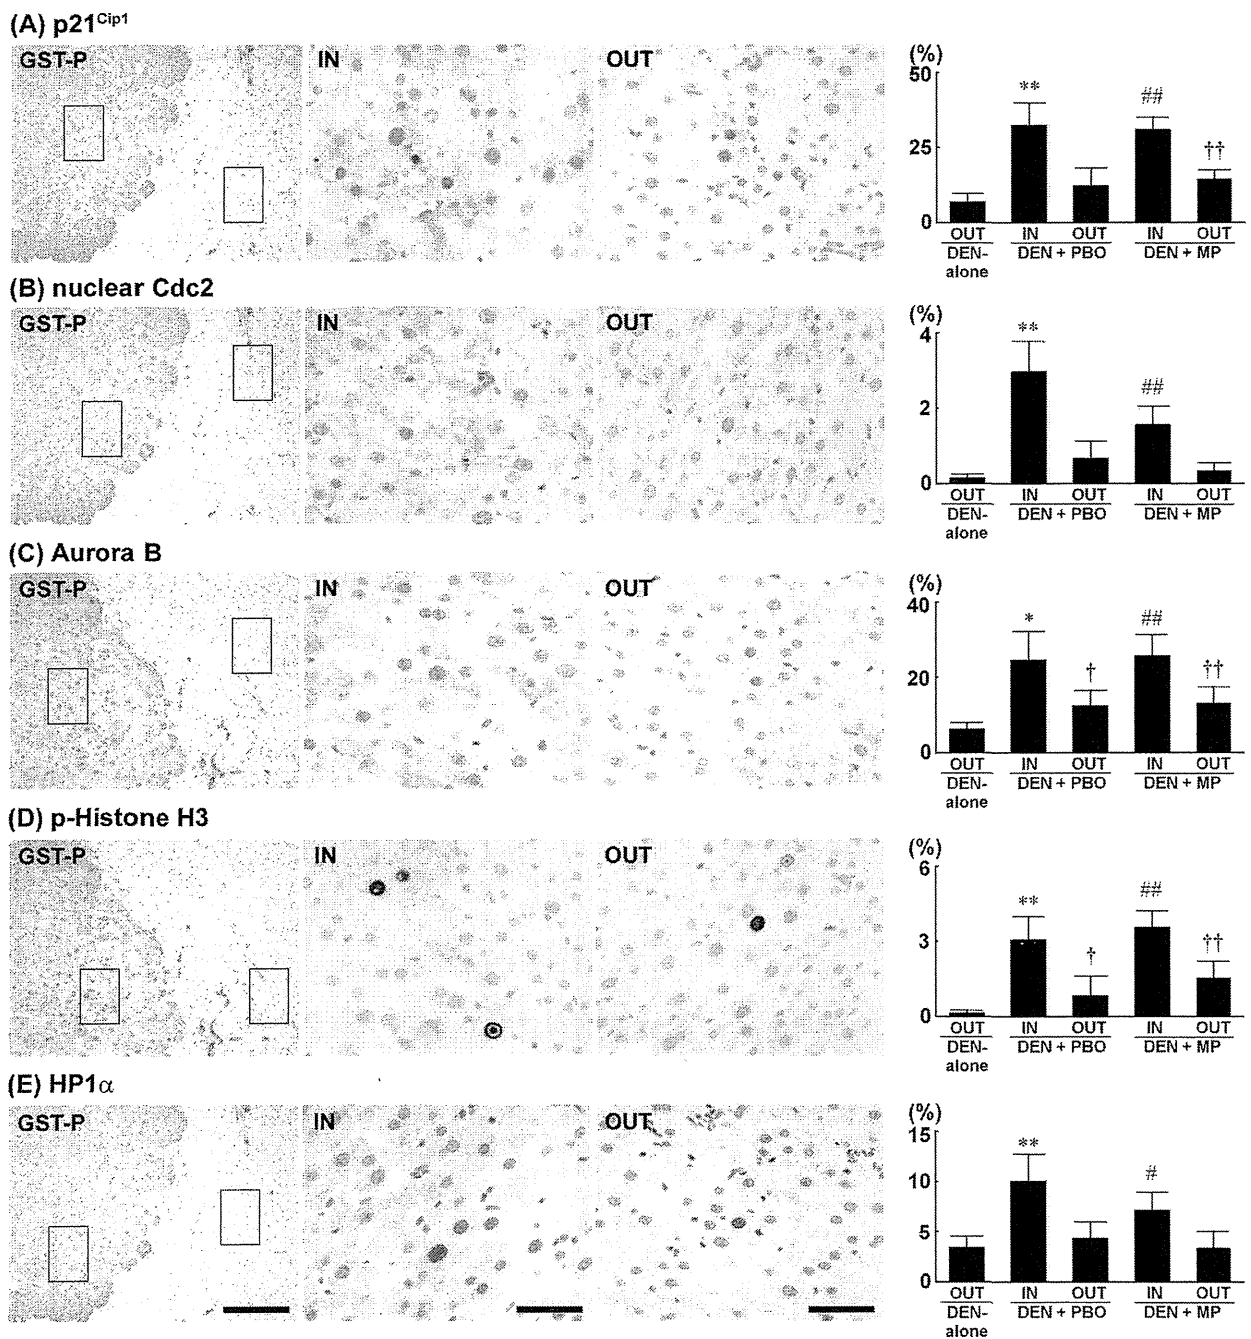 (A) p21Cip1
GST-P IN OUT
(%)
50
25
0
** ## ††
OUT IN OUT IN OUT
DEN-alone DEN + PBO DEN + MP
(B) nuclear Cdc2
GST-P IN OUT
(%)
4
2
0
** ##
OUT IN OUT IN OUT
DEN-alone DEN + PBO DEN + MP
(C) Aurora B
GST-P IN OUT
(%)
40
20
0
* † ## ††
OUT IN OUT IN OUT
DEN-alone DEN + PBO DEN + MP
(D) p-Histone H3
GST-P IN OUT
(%)
6
3
0
** † ## ††
OUT IN OUT IN OUT
DEN-alone DEN + PBO DEN + MP
(E) HP1α
GST-P IN OUT
(%)
15
10
5
0
** #
OUT IN OUT IN OUT
DEN-alone DEN + PBO DEN + MP